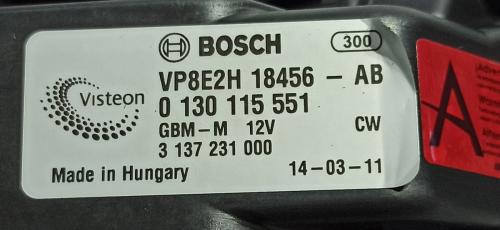 BOSCH 300
Visteon
VP8E2H 18456 - AB
0 130 115 551
GBM-M 12V CW
3 137 231 000
Made in Hungary 14-03-11
A